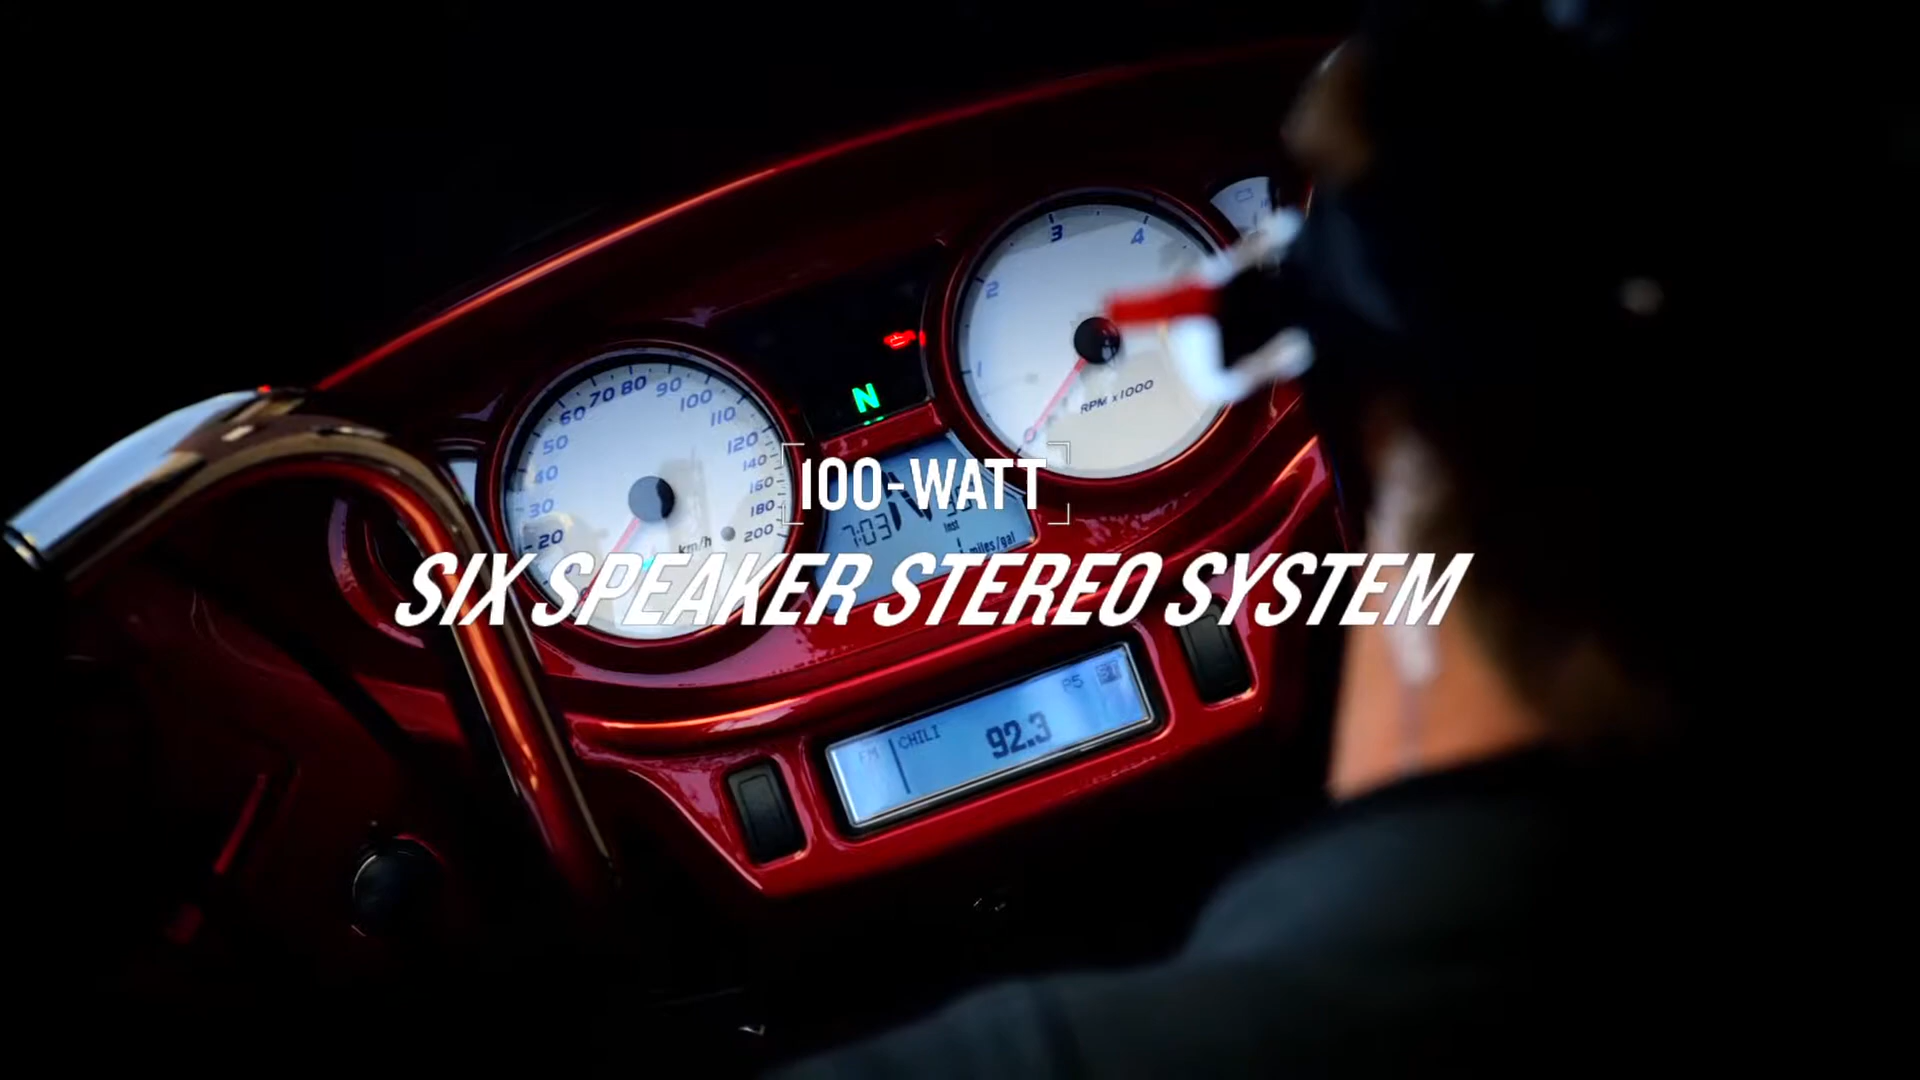 100-WATT
SIX SPEAKER STEREO SYSTEM
3 4
2
1
0
RPM x1000
N
20 30 40 50 60 70 80 90 100 110 120 140 160 180 200
km/h
7:03
Inst
miles/gal
FM CHILI 92.3 P5 ST